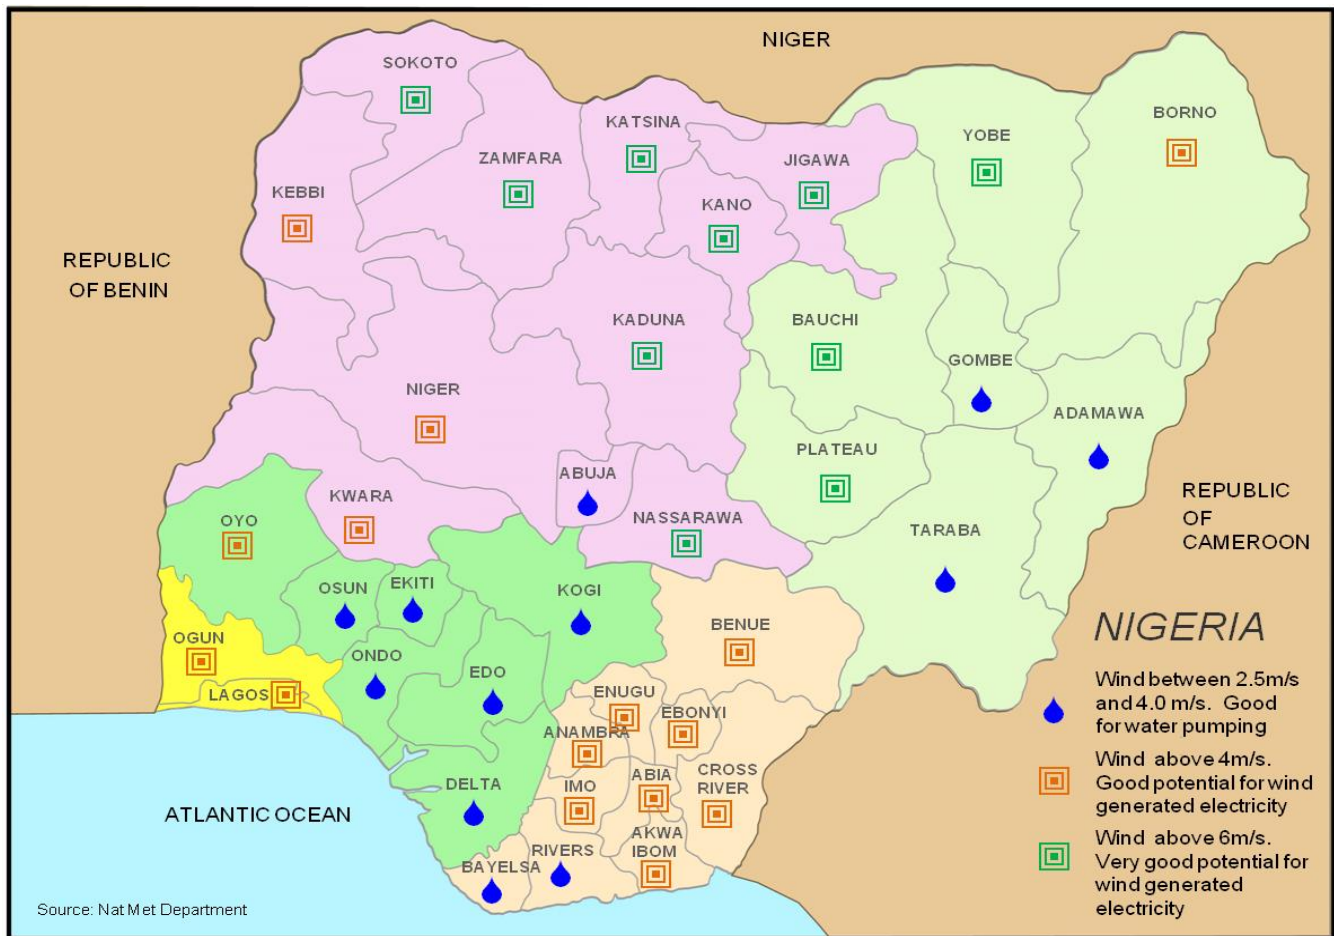 NIGER
SOKOTO
BORNO
KATSINA
YOBE
ZAMFARA
JIGAWA
KEBBI
KANO
REPUBLIC
OF BENIN
KADUNA
BAUCHI
GOMBE
NIGER
ADAMAWA
PLATEAU
ABUJA
KWARA
REPUBLIC
OF
CAMEROON
OYO
NASSARAWA
TARABA
OSUN
EKITI
KOGI
BENUE
NIGERIA
OGUN
ONDO
EDO
LAGOS
ENUGU
EBONYI
ANAMBRA
Wind between 2.5m/s
and 4.0 m/s. Good
for water pumping
DELTA
IMO
ABIA
CROSS
RIVER
Wind above 4m/s.
Good potential for wind
generated electricity
ATLANTIC OCEAN
AKWA
IBOM
RIVERS
BAYELSA
Wind above 6m/s.
Very good potential for
wind generated
electricity
Source: Nat Met Department